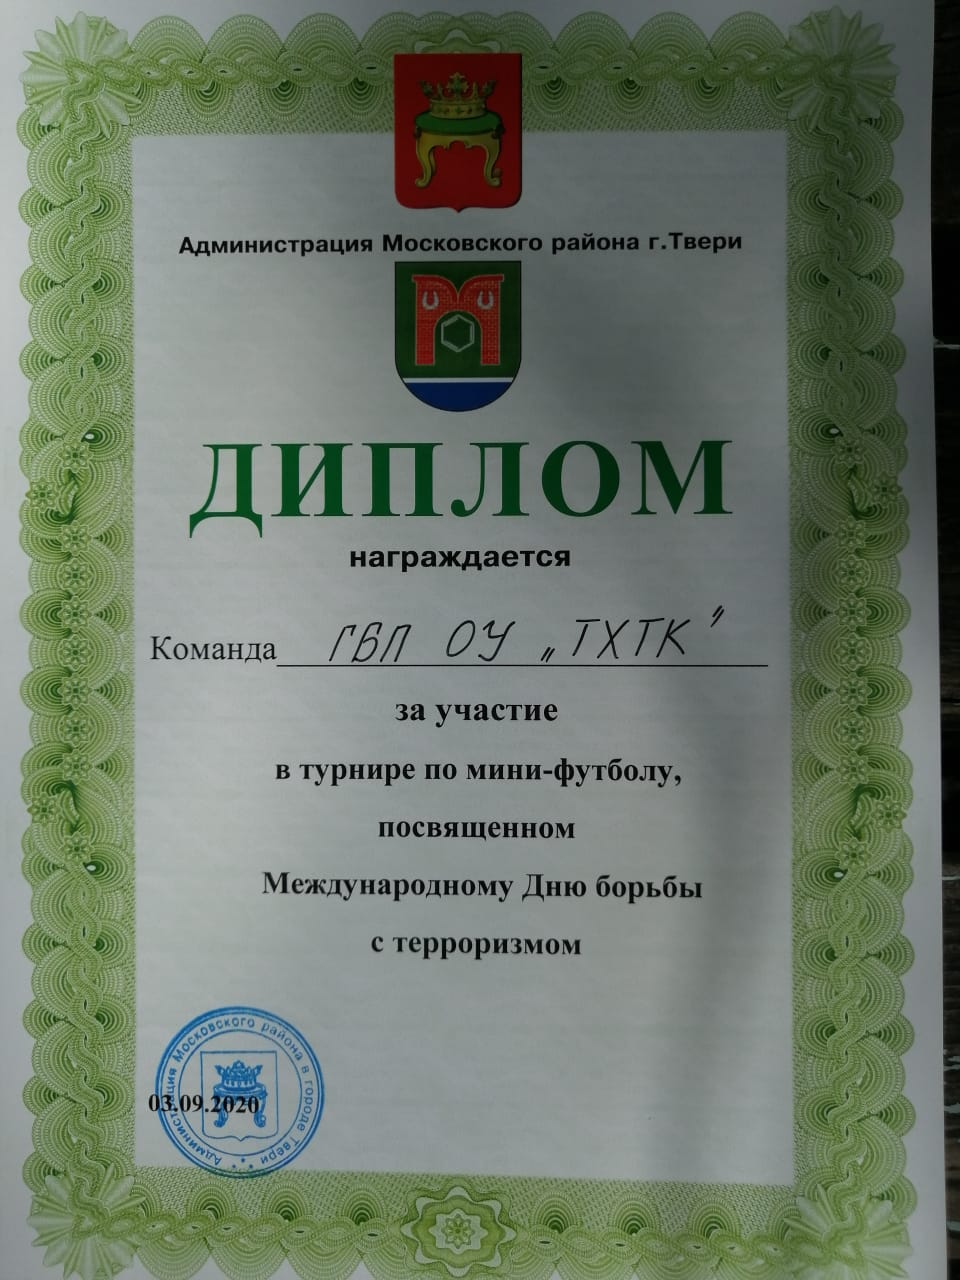 Администрация Московского района г.Твери
ДИПЛОМ
награждается
Команда ГБП ОУ „ТХТК”
за участие
в турнире по мини-футболу,
посвященном
Международному Дню борьбы
с терроризмом
Администрация Московского района в городе Твери * *
03.09.2020